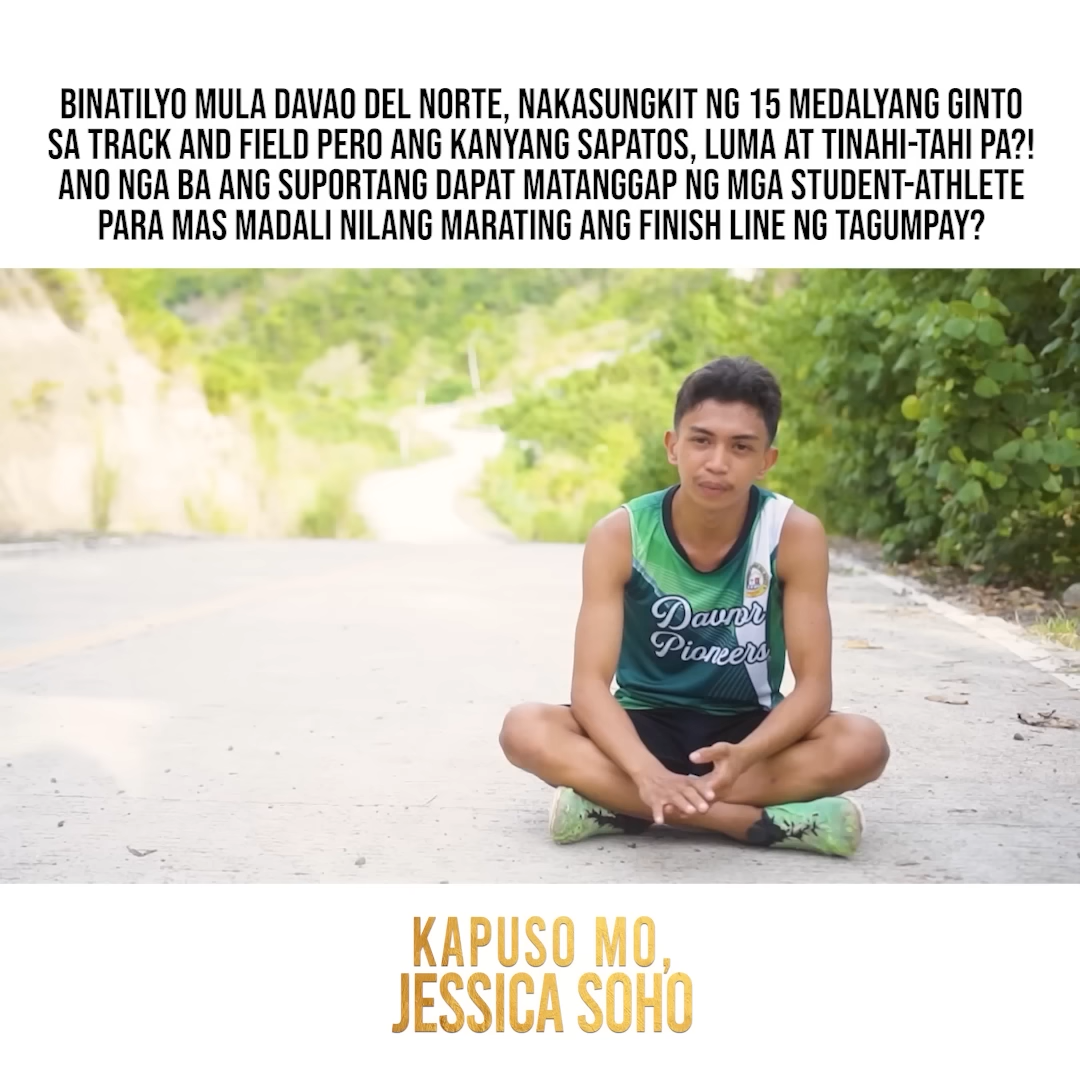 BINATILYO MULA DAVAO DEL NORTE, NAKASUNGKIT NG 15 MEDALYANG GINTO
SA TRACK AND FIELD PERO ANG KANYANG SAPATOS, LUMA AT TINAHI-TAHI PA?!
ANO NGA BA ANG SUPORTANG DAPAT MATANGGAP NG MGA STUDENT-ATHLETE
PARA MAS MADALI NILANG MARATING ANG FINISH LINE NG TAGUMPAY?
Davnor
Pioneers
KAPUSO MO,
JESSICA SOHO